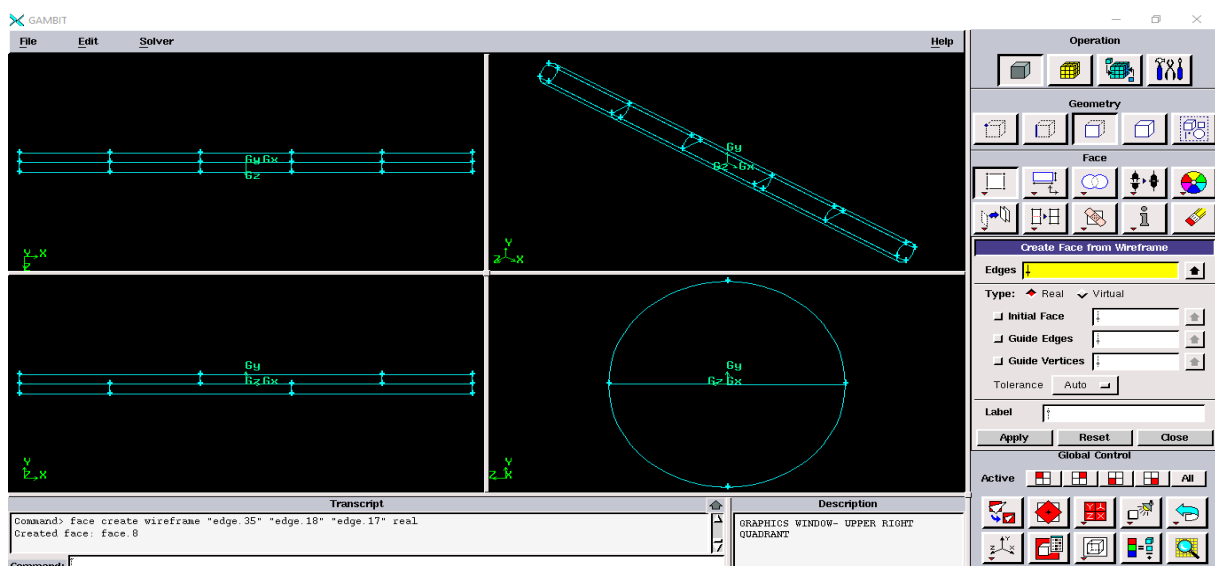 GAMBIT
File Edit Solver Help
Operation
Geometry
Face
Create Face from Wireframe
Edges
Type: Real Virtual
Initial Face
Guide Edges
Guide Vertices
Tolerance Auto
Label
Apply Reset Close
Global Control
Active All
Gy Gx
Gz
Y X
Z
Gy
Gz Gx
Y
Z X
Gy
Gz Gx
Y
Z X
Gy
Gz Gx
Y
Z X
Transcript
Command> face create wireframe "edge.35" "edge.18" "edge.17" real
Created face: face.8
Command:
Description
GRAPHICS WINDOW- UPPER RIGHT
QUADRANT